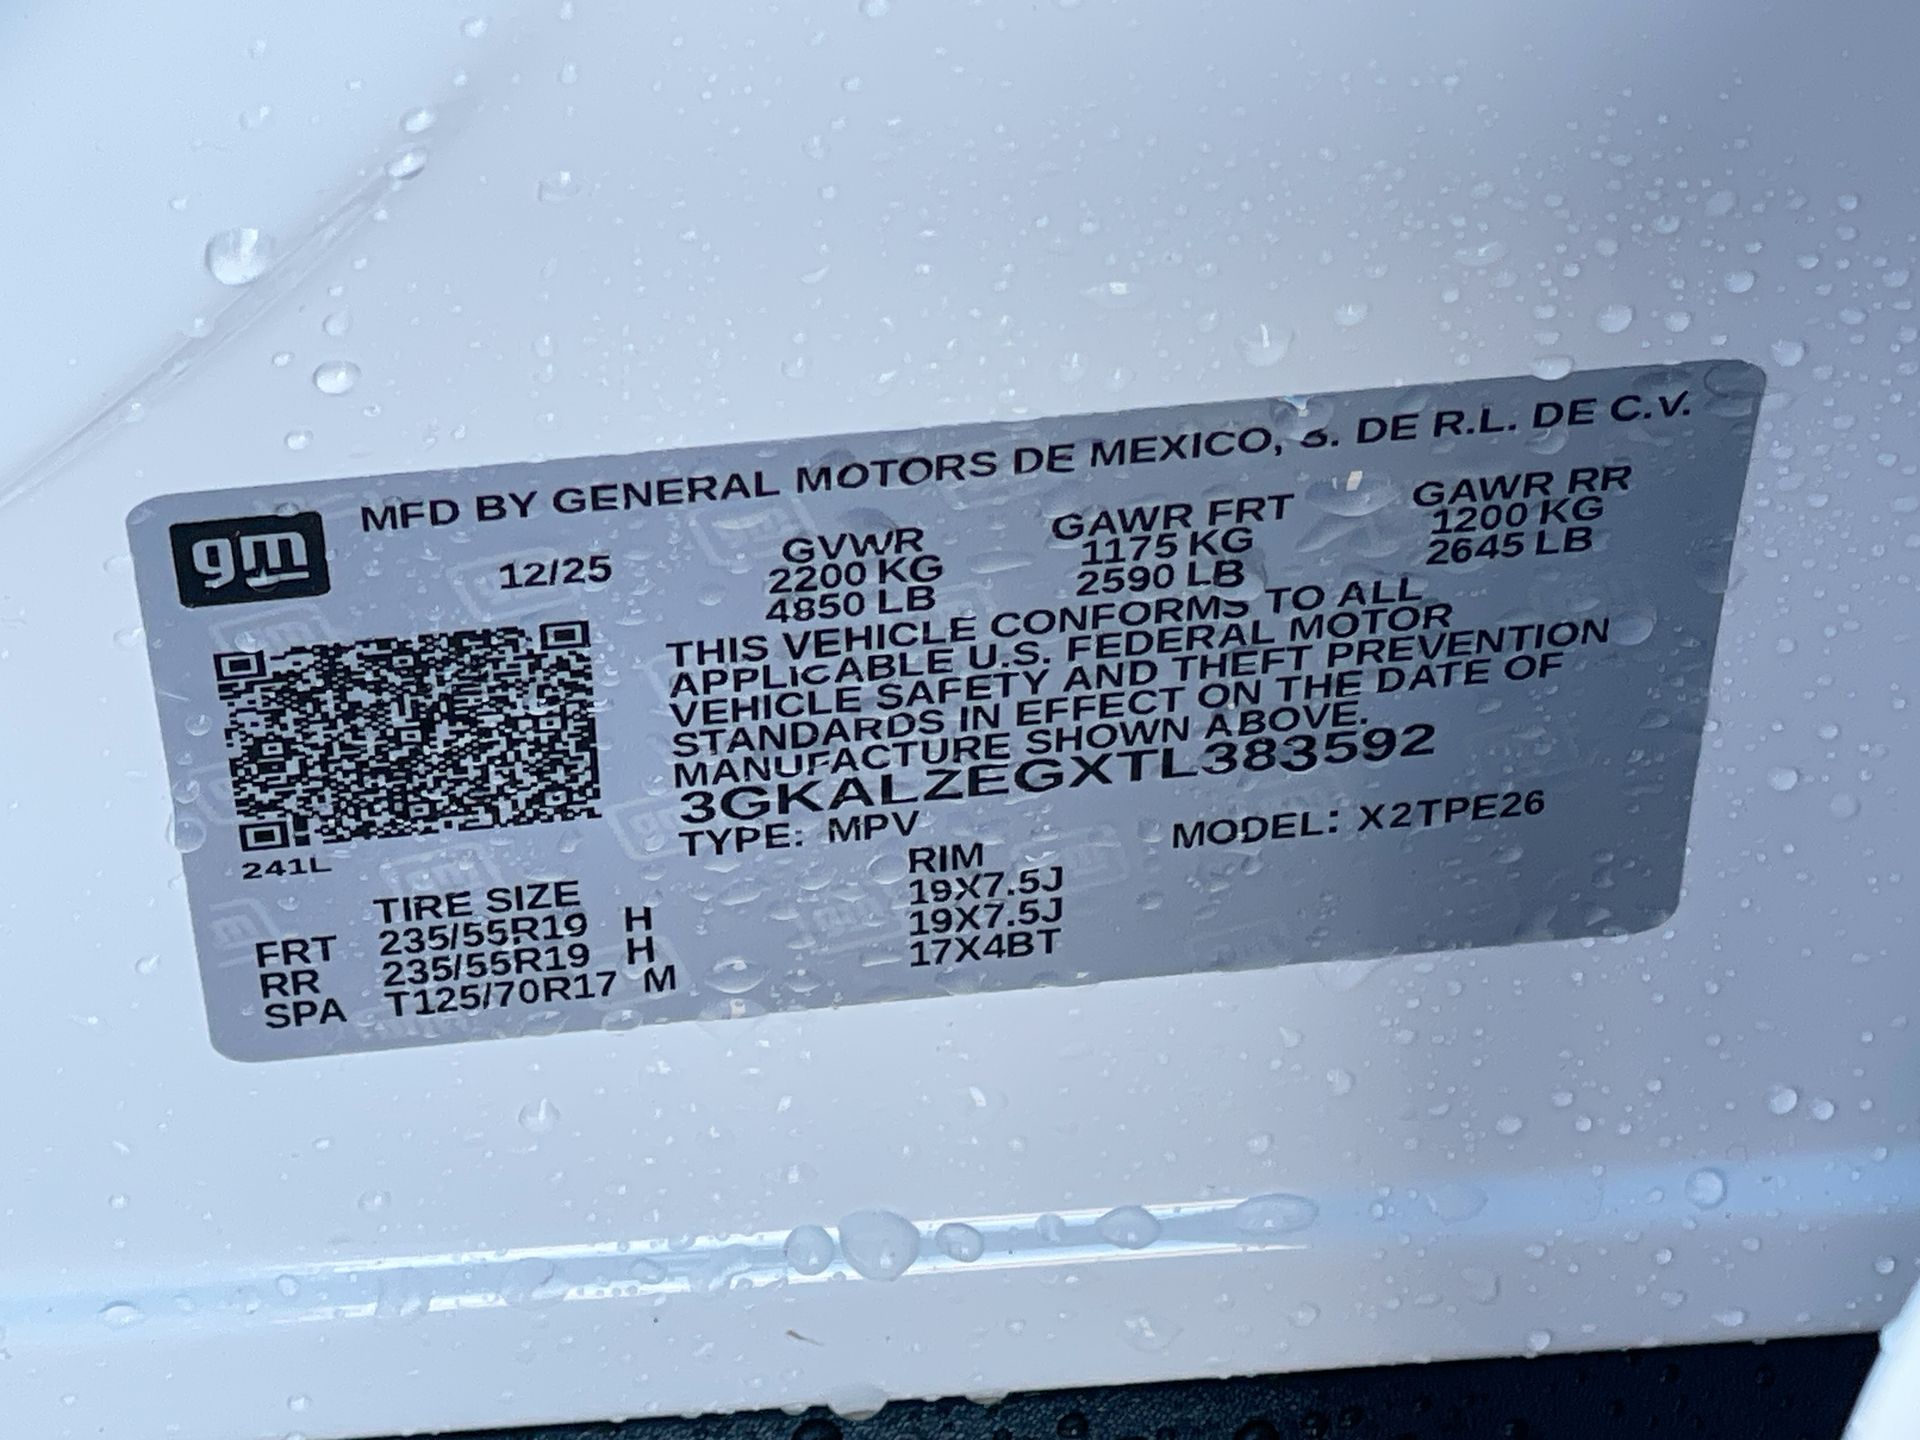 MFD BY GENERAL MOTORS DE MEXICO, S. DE R.L. DE C.V.
gm
12/25
GVWR GAWR FRT GAWR RR
2200 KG 1175 KG 1200 KG
4850 LB 2590 LB 2645 LB
THIS VEHICLE CONFORMS TO ALL
APPLICABLE U.S. FEDERAL MOTOR
VEHICLE SAFETY AND THEFT PREVENTION
STANDARDS IN EFFECT ON THE DATE OF
MANUFACTURE SHOWN ABOVE.
3GKALZEGXTL383592
TYPE: MPV MODEL: X2TPE26
241L
TIRE SIZE RIM
FRT 235/55R19 H 19X7.5J
RR 235/55R19 H 19X7.5J
SPA T125/70R17 M 17X4BT